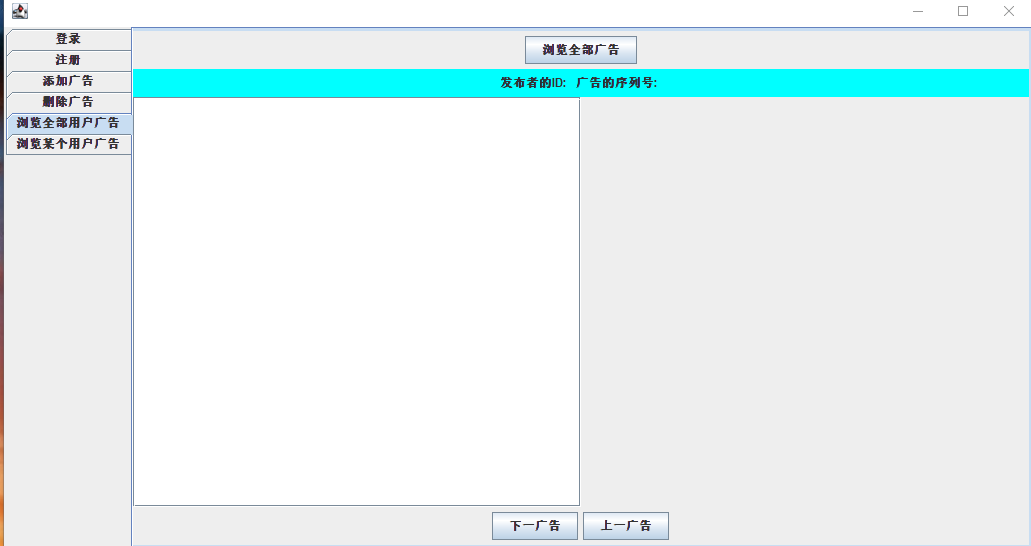 登录
注册
添加广告
删除广告
浏览全部用户广告
浏览某个用户广告
浏览全部广告
发布者的ID: 广告的序列号:
下一广告 上一广告